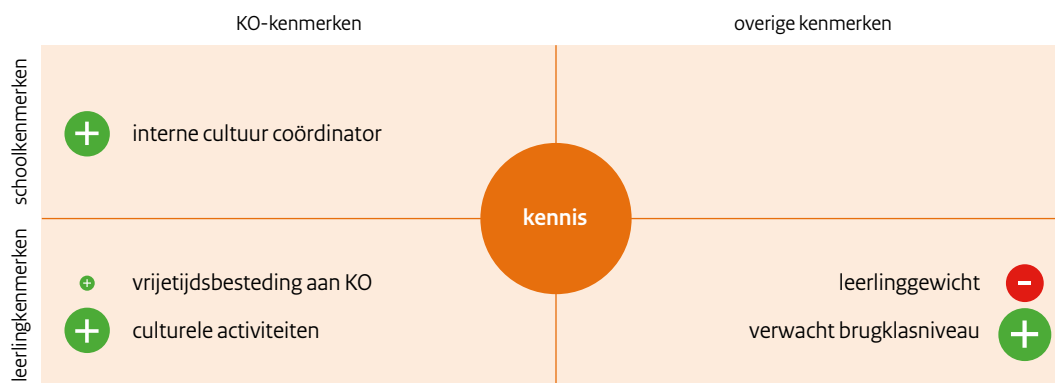 KO-kenmerken
overige kenmerken
schoolkenmerken
+ interne cultuur coördinator
kennis
leerlingkenmerken
+ vrijetijdsbesteding aan KO
leerlinggewicht -
+ culturele activiteiten
verwacht brugklasniveau +